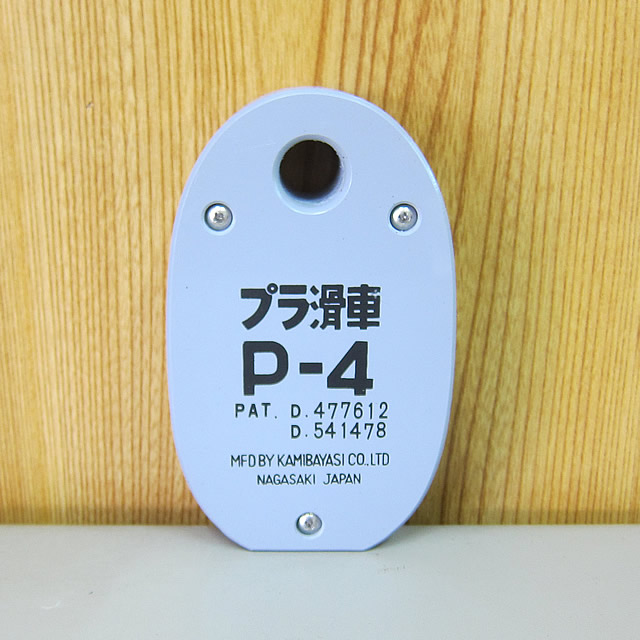 プラ滑車
P-4
PAT. D.477612
D.541478
MFD BY KAMIBAYASI CO.,LTD
NAGASAKI JAPAN